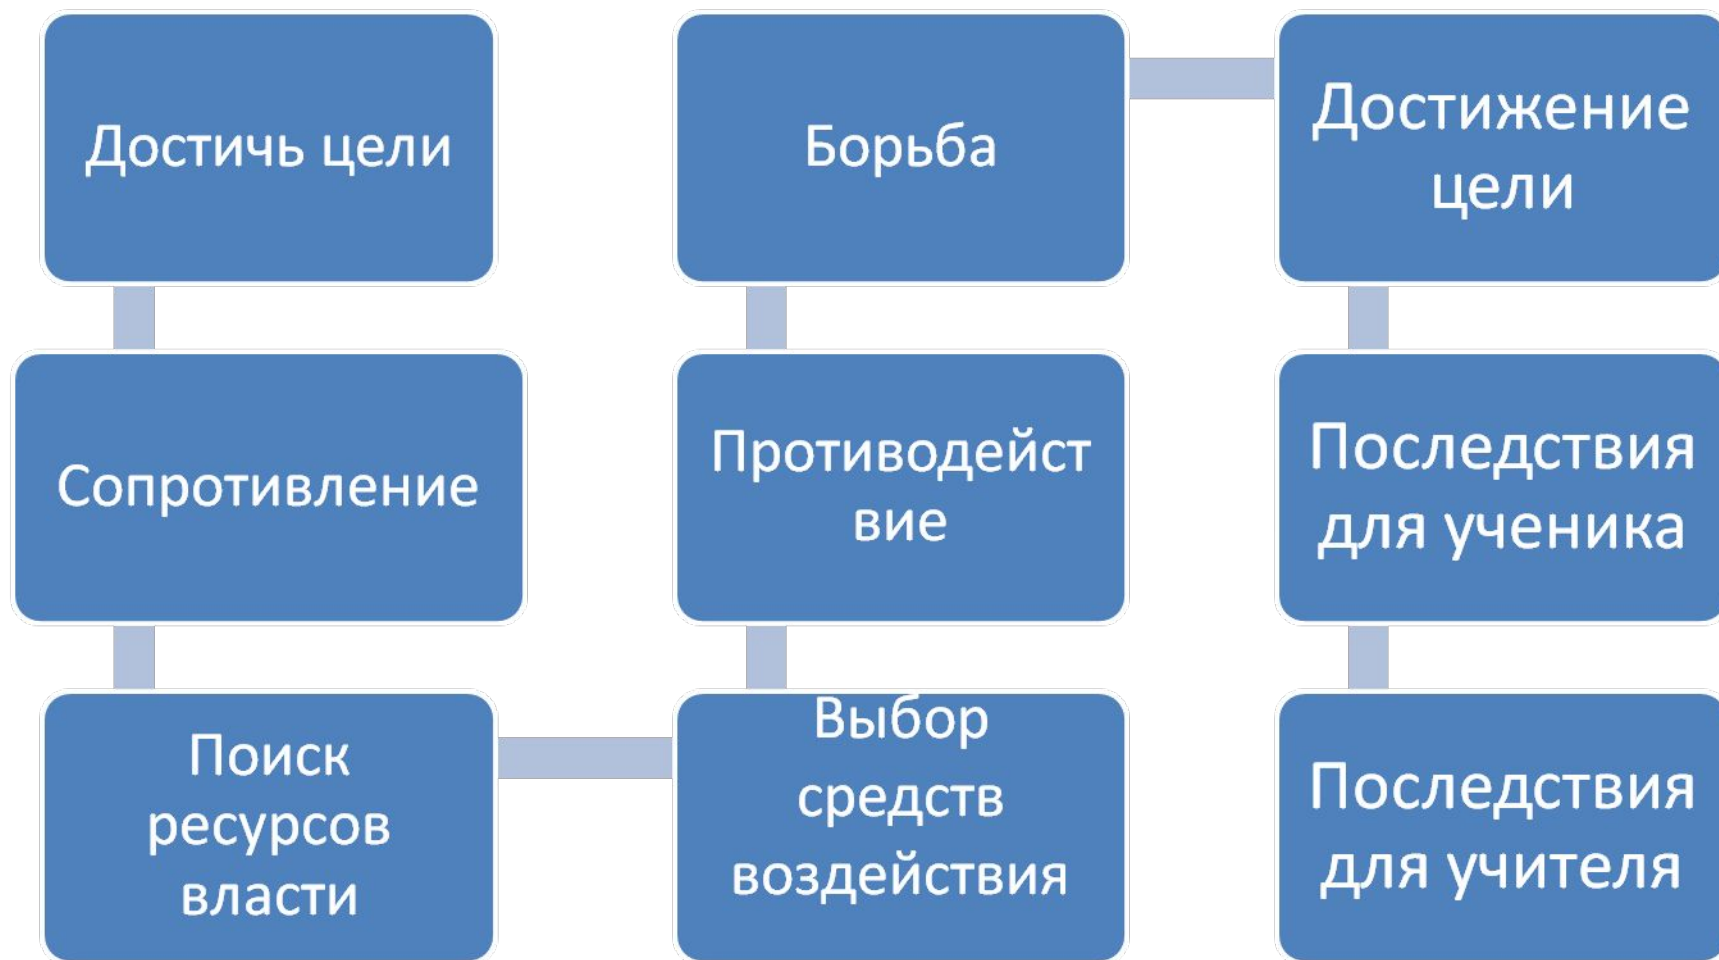 Достичь цели
Сопротивление
Поиск
ресурсов
власти
Выбор
средств
воздействия
Противодейст
вие
Борьба
Достижение
цели
Последствия
для ученика
Последствия
для учителя